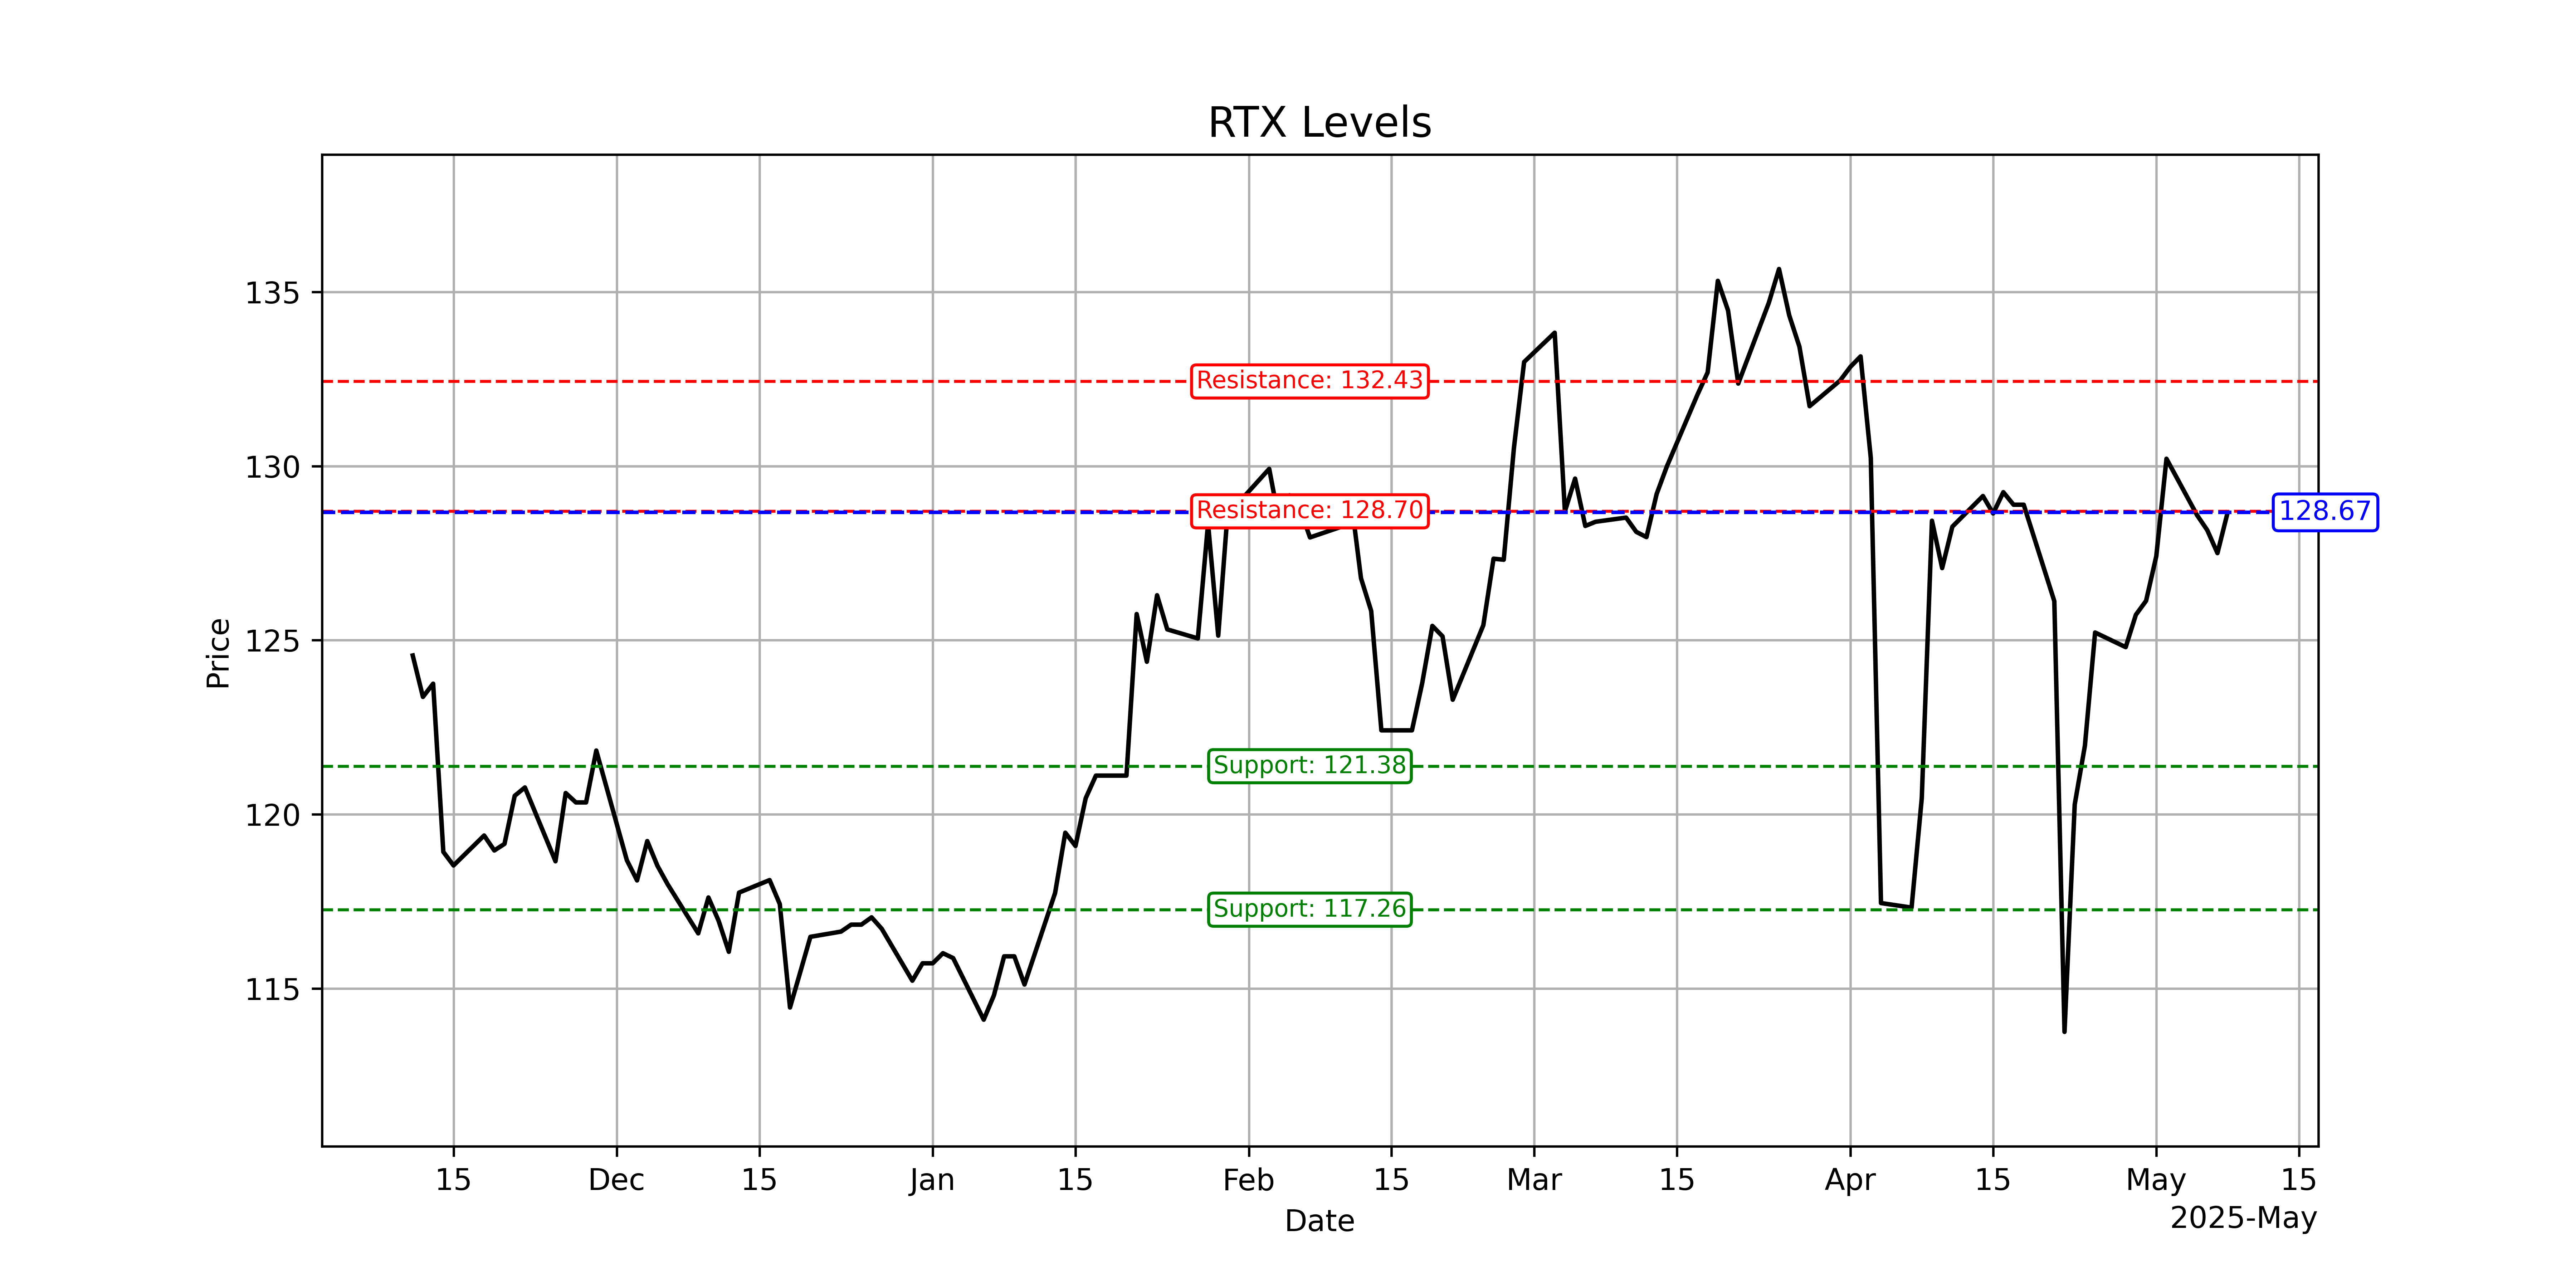 RTX Levels
135
130
125
120
115
Price
Resistance: 132.43
Resistance: 128.70
128.67
Support: 121.38
Support: 117.26
15 Dec 15 Jan 15 Feb 15 Mar 15 Apr 15 May 15
Date
2025-May